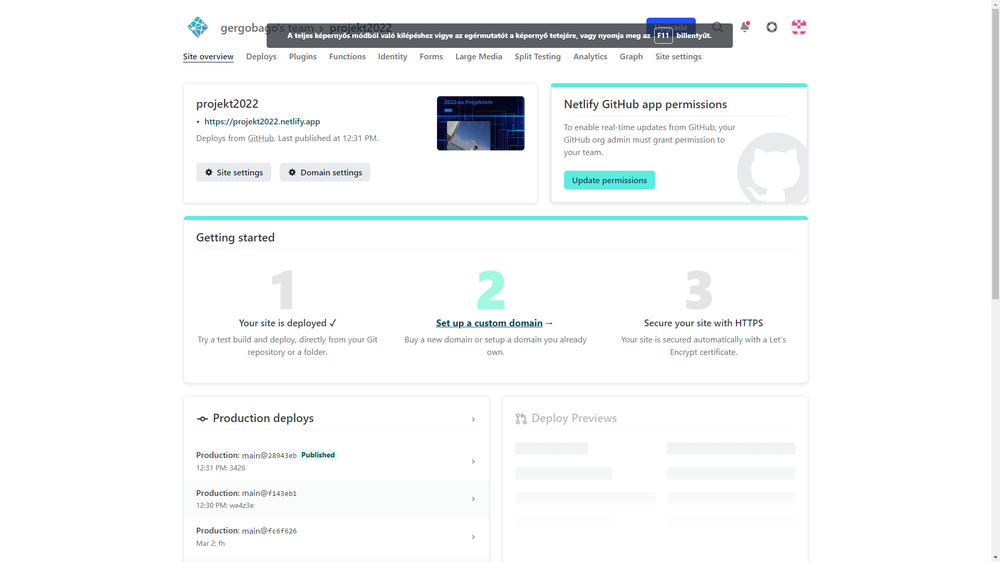 gergobago's team › projekt2022
Upgrade
A teljes képernyős módból való kilépéshez vigye az egérmutatót a képernyő tetejére, vagy nyomja meg az F11 billentyűt.
Site overview Deploys Plugins Functions Identity Forms Large Media Split Testing Analytics Graph Site settings
projekt2022
• https://projekt2022.netlify.app
Deploys from GitHub. Last published at 12:31 PM.
Site settings Domain settings
2022-es Projektem
Netlify GitHub app permissions
To enable real-time updates from GitHub, your
GitHub org admin must grant permission to
your team.
Update permissions
Getting started
1
Your site is deployed ✓
Try a test build and deploy, directly from your Git
repository or a folder.
2
Set up a custom domain →
Buy a new domain or setup a domain you already
own.
3
Secure your site with HTTPS
Your site is secured automatically with a Let's
Encrypt certificate.
Production deploys
Production: main@28943eb Published
12:31 PM: 3426
Production: main@f143eb1
12:30 PM: we4z3e
Production: main@fc6f626
Mar 2: fh
Deploy Previews